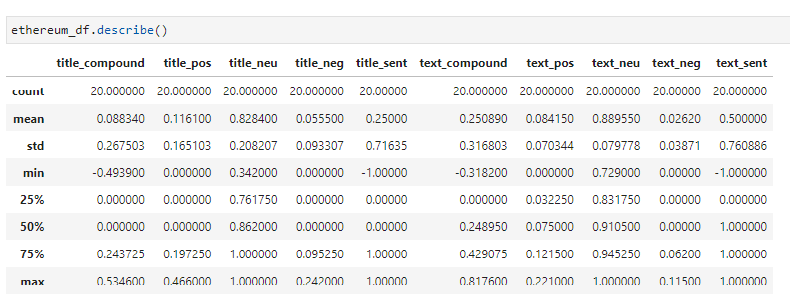 ethereum_df.describe()
title_compound title_pos title_neu title_neg title_sent text_compound text_pos text_neu text_neg text_sent
count 20.000000 20.000000 20.000000 20.000000 20.00000 20.000000 20.000000 20.000000 20.00000 20.000000
mean 0.088340 0.116100 0.828400 0.055500 0.25000 0.250890 0.084150 0.889550 0.02620 0.500000
std 0.267503 0.165103 0.208207 0.093307 0.71635 0.316803 0.070344 0.079778 0.03871 0.760886
min -0.493900 0.000000 0.342000 0.000000 -1.00000 -0.318200 0.000000 0.729000 0.00000 -1.000000
25% 0.000000 0.000000 0.761750 0.000000 0.00000 0.000000 0.032250 0.831750 0.00000 0.000000
50% 0.000000 0.000000 0.862000 0.000000 0.00000 0.248950 0.075000 0.910500 0.00000 1.000000
75% 0.243725 0.197250 1.000000 0.095250 1.00000 0.429075 0.121500 0.945250 0.06200 1.000000
max 0.534600 0.466000 1.000000 0.242000 1.00000 0.817600 0.221000 1.000000 0.11500 1.000000